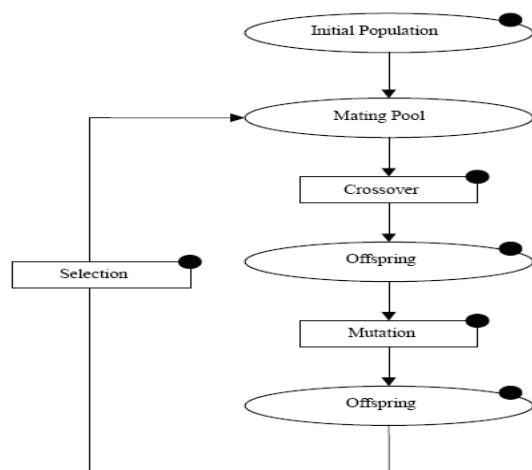 Initial Population
Mating Pool
Crossover
Selection
Offspring
Mutation
Offspring